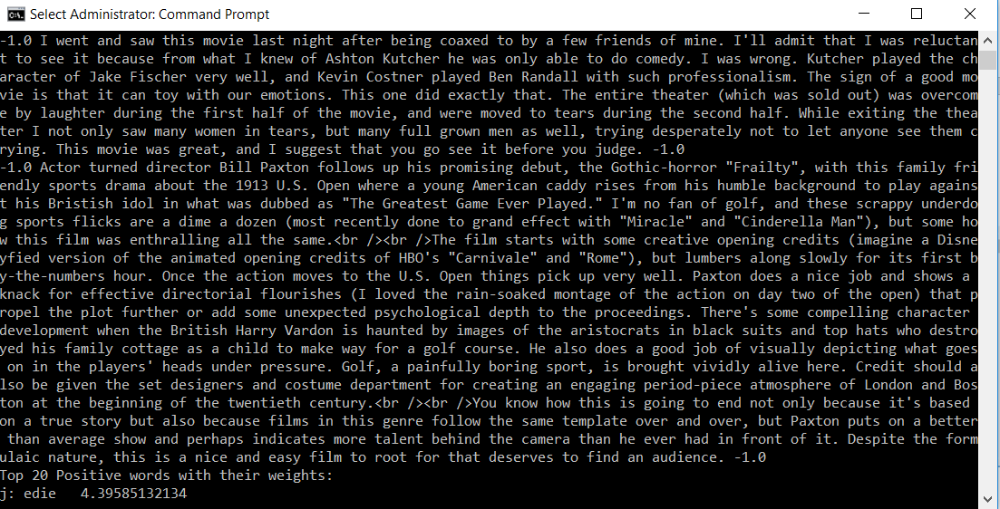 Select Administrator: Command Prompt
-1.0 I went and saw this movie last night after being coaxed to by a few friends of mine. I'll admit that I was reluctan
t to see it because from what I knew of Ashton Kutcher he was only able to do comedy. I was wrong. Kutcher played the ch
aracter of Jake Fischer very well, and Kevin Costner played Ben Randall with such professionalism. The sign of a good mo
vie is that it can toy with our emotions. This one did exactly that. The entire theater (which was sold out) was overcom
e by laughter during the first half of the movie, and were moved to tears during the second half. While exiting the thea
ter I not only saw many women in tears, but many full grown men as well, trying desperately not to let anyone see them c
rying. This movie was great, and I suggest that you go see it before you judge. -1.0
-1.0 Actor turned director Bill Paxton follows up his promising debut, the Gothic-horror "Frailty", with this family fri
endly sports drama about the 1913 U.S. Open where a young American caddy rises from his humble background to play agains
t his Bristish idol in what was dubbed as "The Greatest Game Ever Played." I'm no fan of golf, and these scrappy underdo
g sports flicks are a dime a dozen (most recently done to grand effect with "Miracle" and "Cinderella Man"), but some ho
w this film was enthralling all the same.<br /><br />The film starts with some creative opening credits (imagine a Disne
yfied version of the animated opening credits of HBO's "Carnivale" and "Rome"), but lumbers along slowly for its first b
y-the-numbers hour. Once the action moves to the U.S. Open things pick up very well. Paxton does a nice job and shows a
knack for effective directorial flourishes (I loved the rain-soaked montage of the action on day two of the open) that p
ropel the plot further or add some unexpected psychological depth to the proceedings. There's some compelling character
development when the British Harry Vardon is haunted by images of the aristocrats in black suits and top hats who destro
yed his family cottage as a child to make way for a golf course. He also does a good job of visually depicting what goes
on in the players' heads under pressure. Golf, a painfully boring sport, is brought vividly alive here. Credit should a
lso be given the set designers and costume department for creating an engaging period-piece atmosphere of London and Bos
ton at the beginning of the twentieth century.<br /><br />You know how this is going to end not only because it's based
on a true story but also because films in this genre follow the same template over and over, but Paxton puts on a better
than average show and perhaps indicates more talent behind the camera than he ever had in front of it. Despite the form
ulaic nature, this is a nice and easy film to root for that deserves to find an audience. -1.0
Top 20 Positive words with their weights:
j: edie   4.39585132134